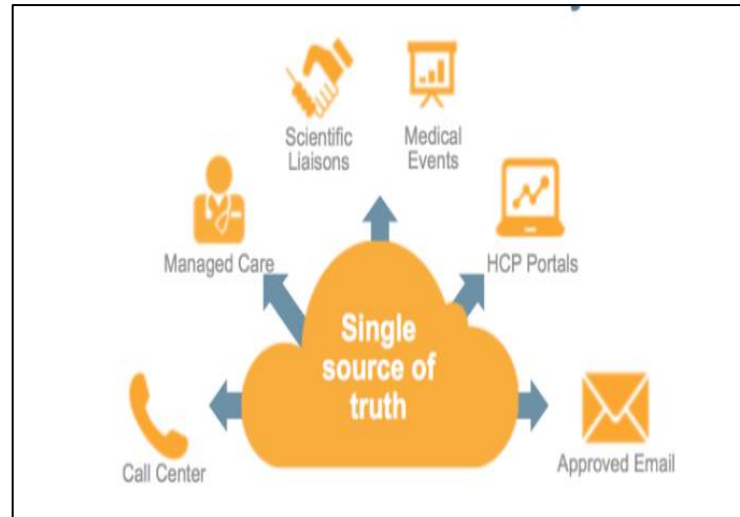 Scientific
Liaisons
Medical
Events
Managed Care
HCP Portals
Single
source of
truth
Call Center
Approved Email